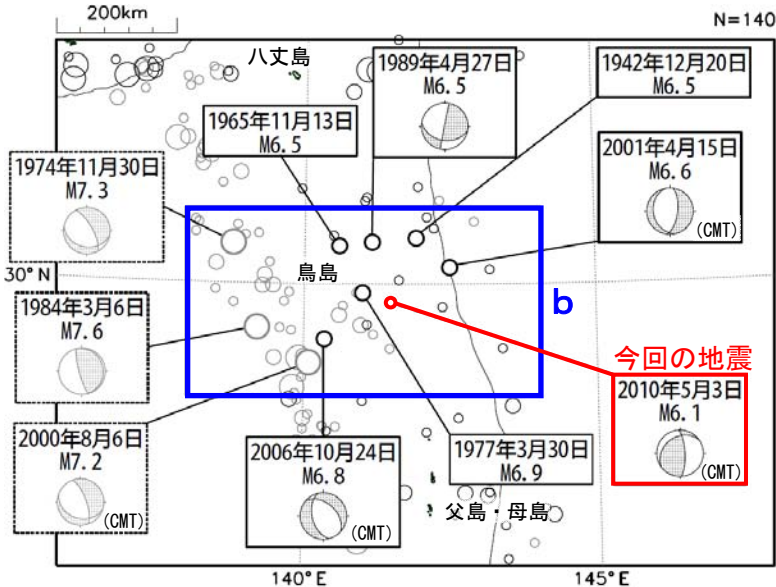 200km
N=140
八丈島
1989年4月27日
M6.5
1942年12月20日
M6.5
1965年11月13日
M6.5
2001年4月15日
M6.6
(CMT)
1974年11月30日
M7.3
30°N
鳥島
b
1984年3月6日
M7.6
今回の地震
2010年5月3日
M6.1
(CMT)
2000年8月6日
M7.2
(CMT)
2006年10月24日
M6.8
(CMT)
1977年3月30日
M6.9
父島・母島
140°E
145°E